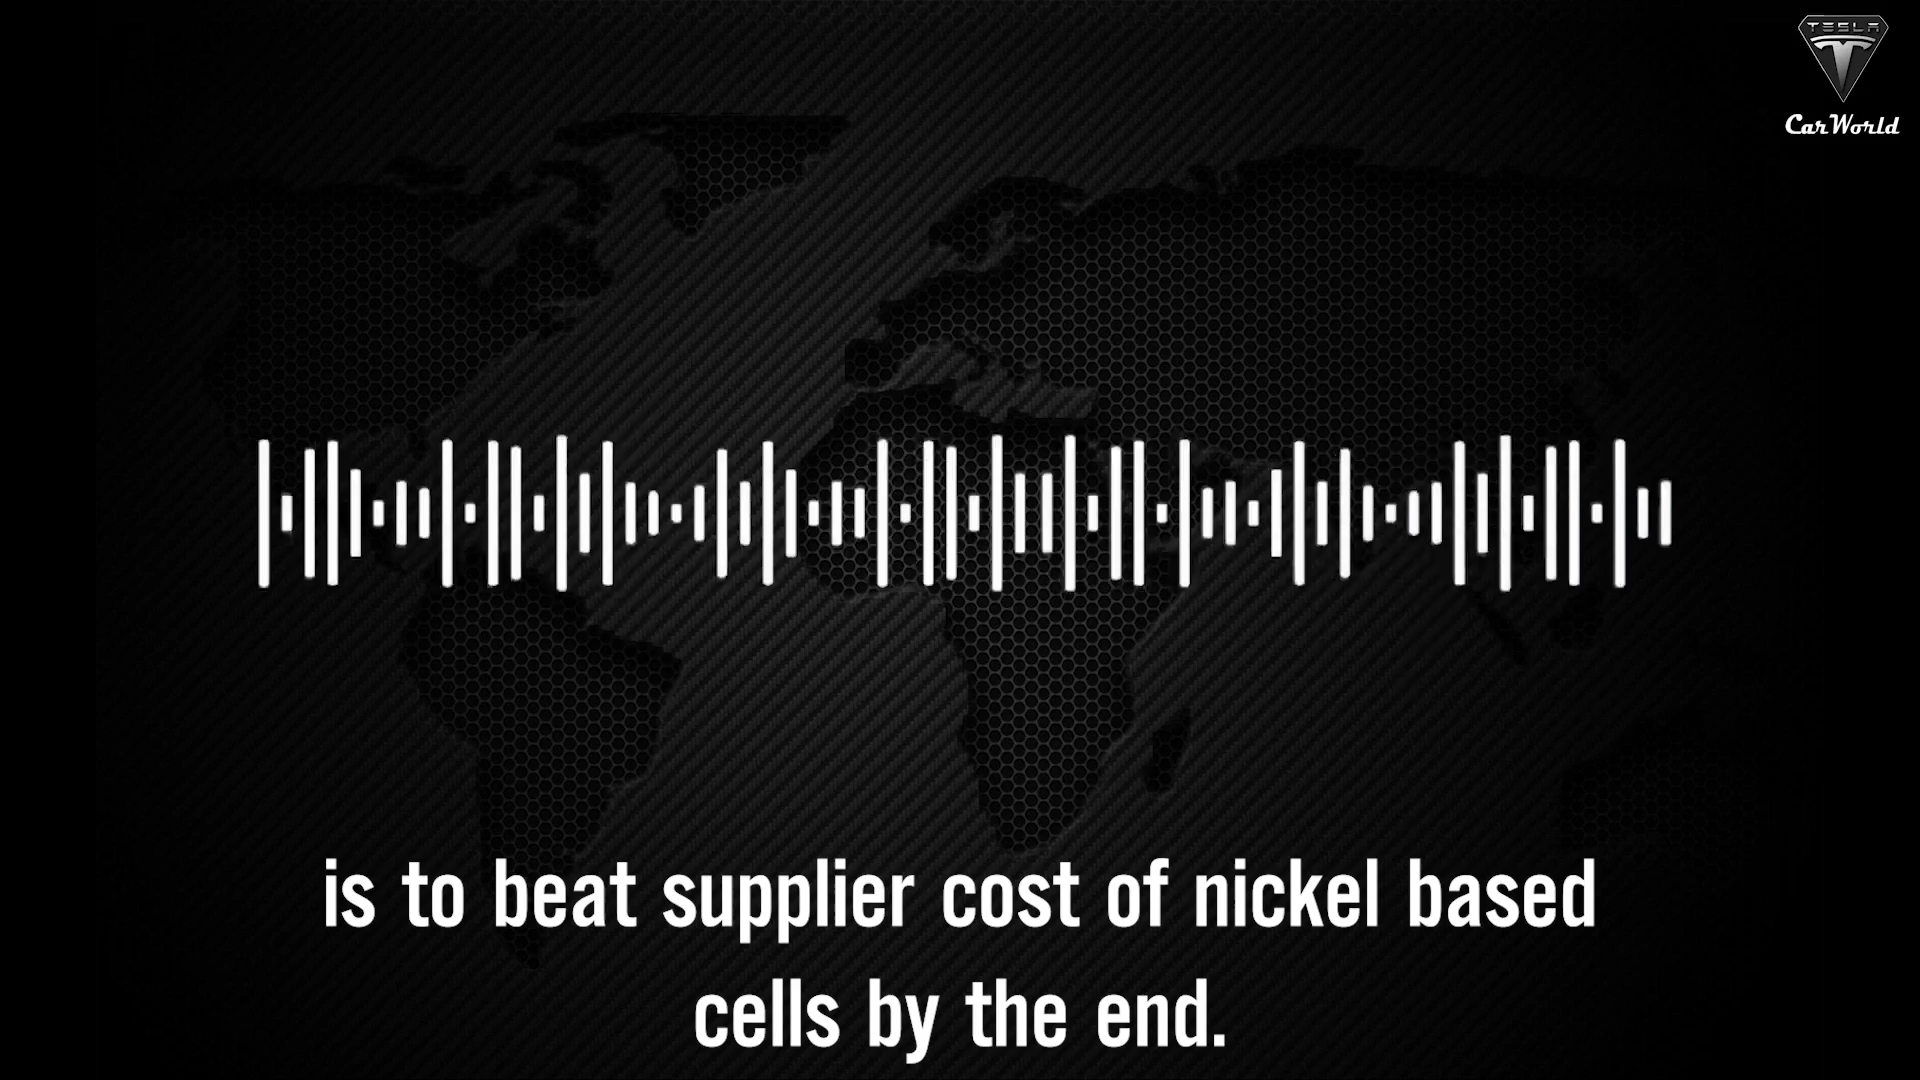 TESLA
CarWorld
is to beat supplier cost of nickel based
cells by the end.